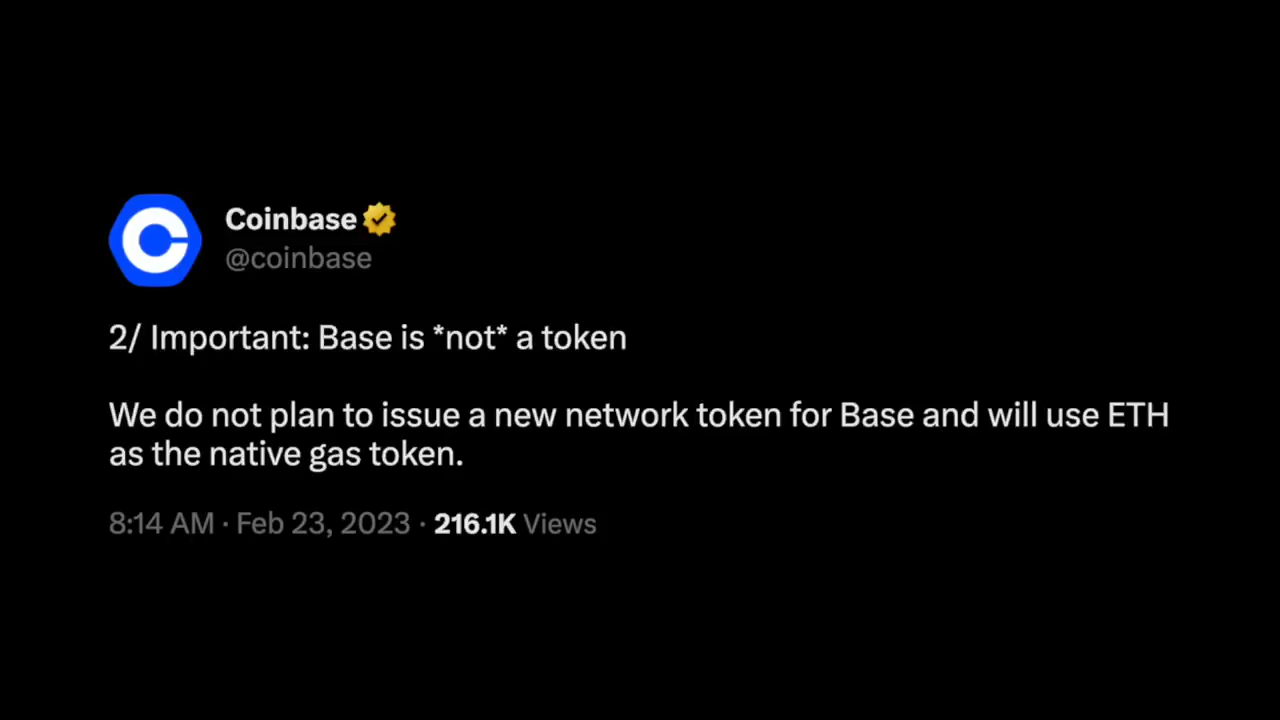 Coinbase
@coinbase
2/ Important: Base is *not* a token
We do not plan to issue a new network token for Base and will use ETH
as the native gas token.
8:14 AM · Feb 23, 2023 · 216.1K Views